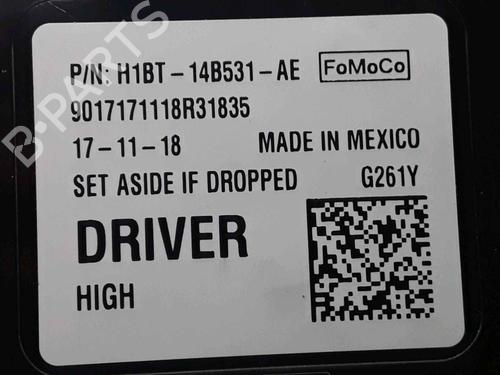 P/N: H1BT-14B531-AE FoMoCo
9017171118R31835
17-11-18 MADE IN MEXICO
SET ASIDE IF DROPPED G261Y
DRIVER
HIGH
B-PARTS